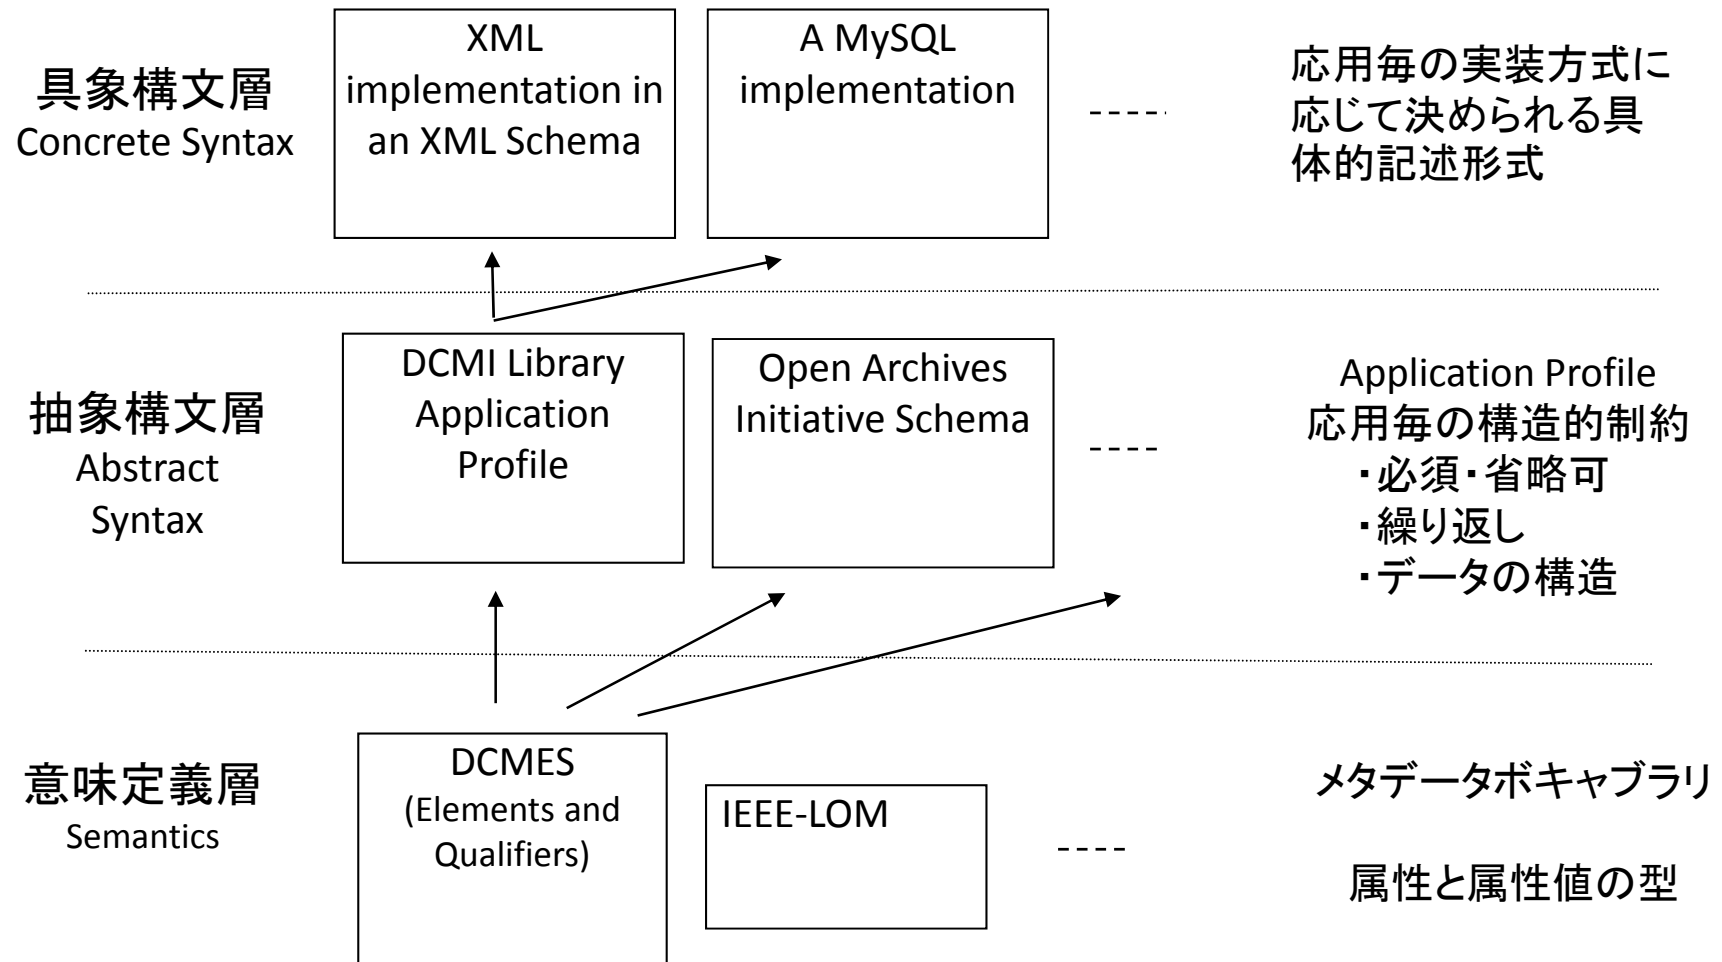 具象構文層
Concrete Syntax
XML
implementation in
an XML Schema
A MySQL
implementation
応用毎の実装方式に
応じて決められる具
体的記述形式
抽象構文層
Abstract
Syntax
DCMI Library
Application
Profile
Open Archives
Initiative Schema
Application Profile
応用毎の構造的制約
・必須・省略可
・繰り返し
・データの構造
意味定義層
Semantics
DCMES
(Elements and
Qualifiers)
IEEE-LOM
メタデータボキャブラリ
属性と属性値の型